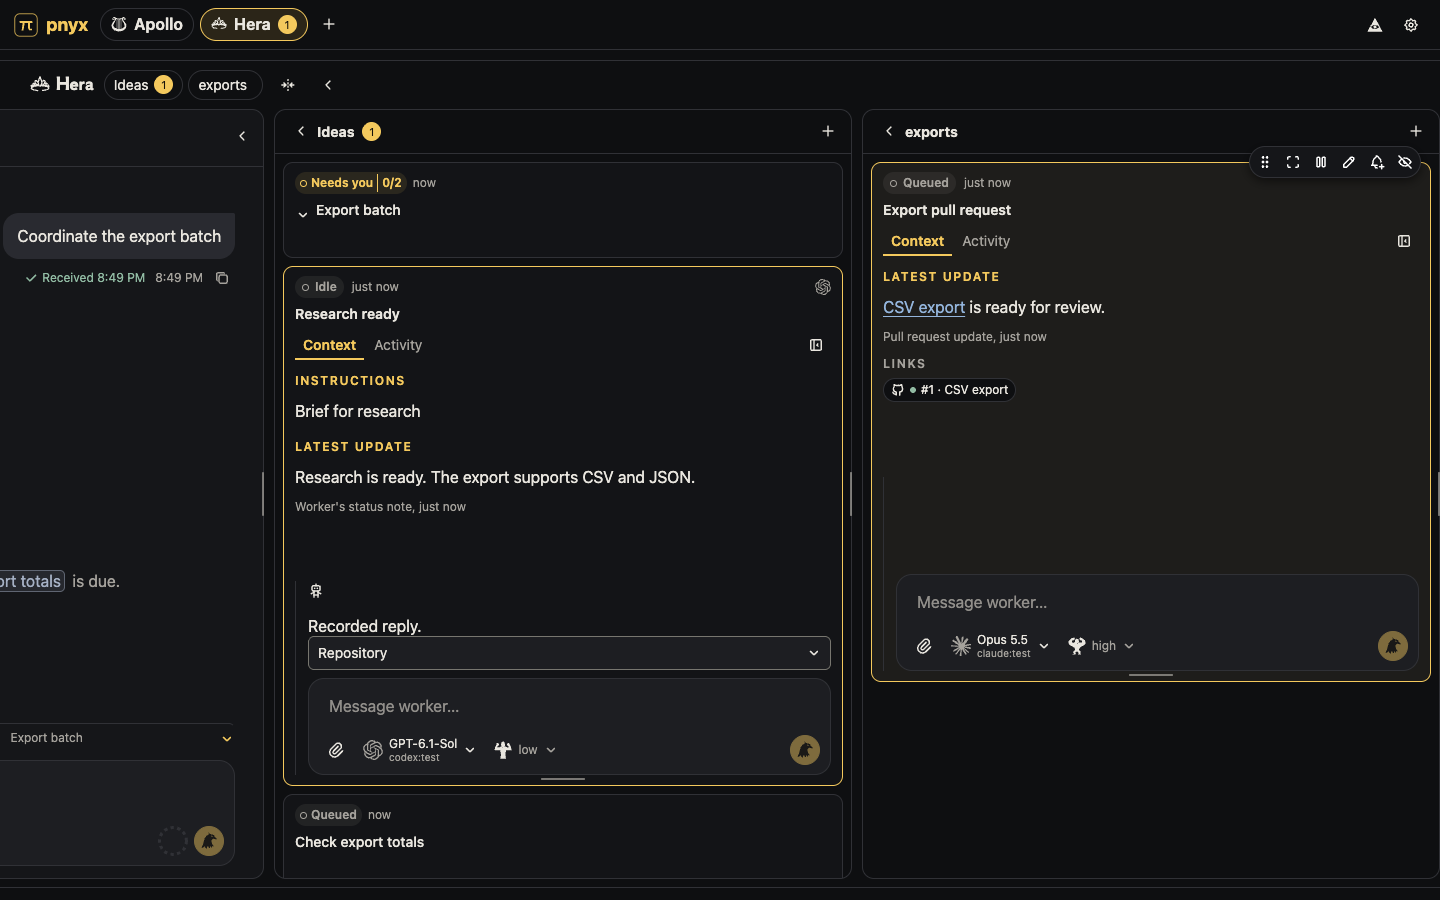 π pnyx Apollo Hera 1
Hera Ideas 1 exports
Coordinate the export batch
Received 8:49 PM 8:49 PM
ort totals is due.
Export batch
Ideas 1
Needs you 0/2 now
Export batch
Idle just now
Research ready
Context Activity
INSTRUCTIONS
Brief for research
LATEST UPDATE
Research is ready. The export supports CSV and JSON.
Worker's status note, just now
Recorded reply.
Repository
Message worker...
GPT-6.1-Sol
codex:test
low
Queued now
Check export totals
exports
Queued just now
Export pull request
Context Activity
LATEST UPDATE
CSV export is ready for review.
Pull request update, just now
LINKS
#1 · CSV export
Message worker...
Opus 5.5
claude:test
high